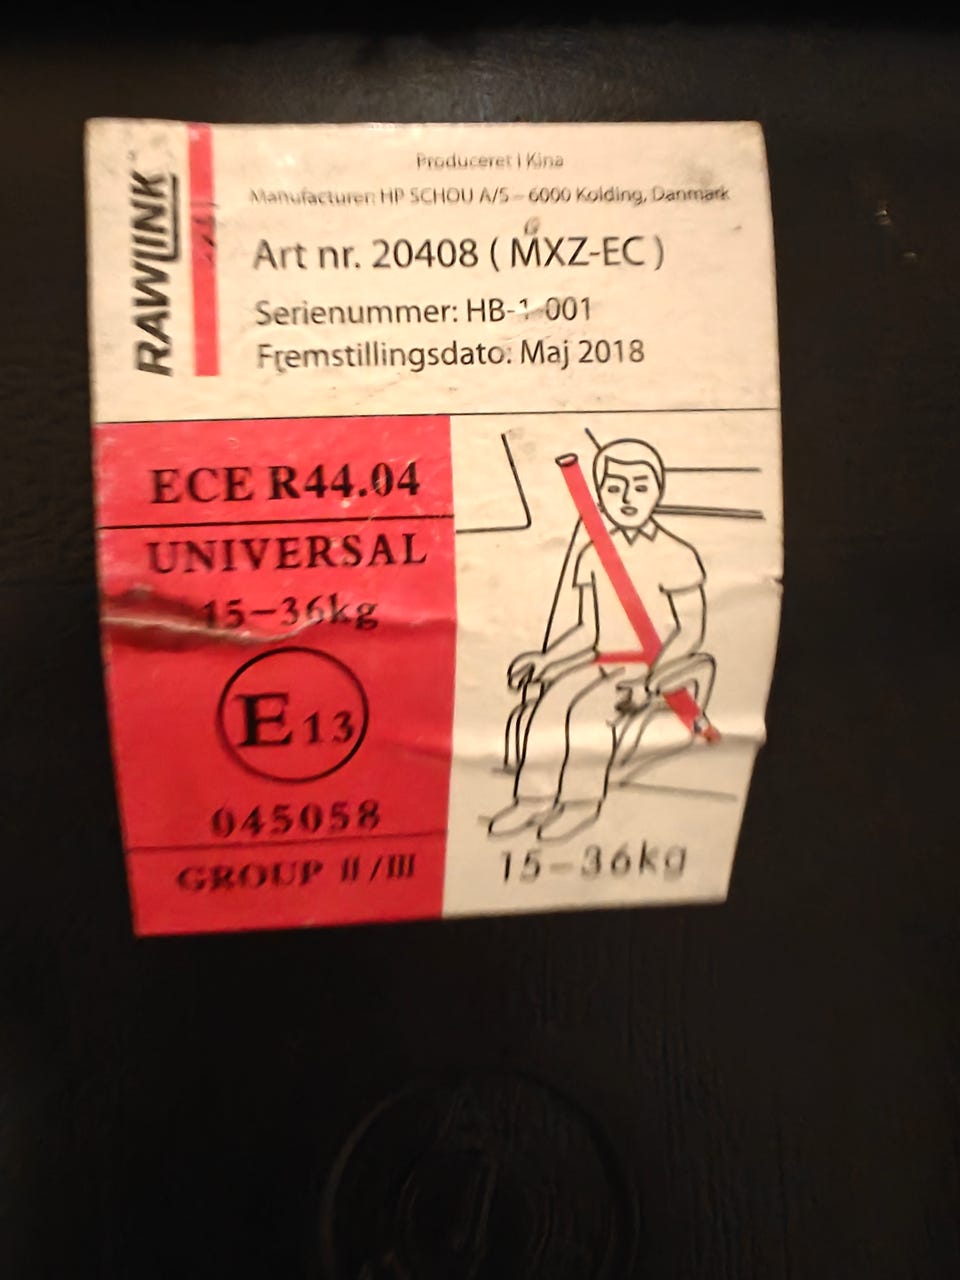 RAWLINK
Produceret i Kina
Manufacturer: HP SCHOU A/S – 6000 Kolding, Danmark
Art nr. 20408 ( MXZ-EC )
Serienummer: HB-1-001
Fremstillingsdato: Maj 2018
ECE R44.04
UNIVERSAL
15-36kg
E13
045058
GROUP II/III
15-36kg